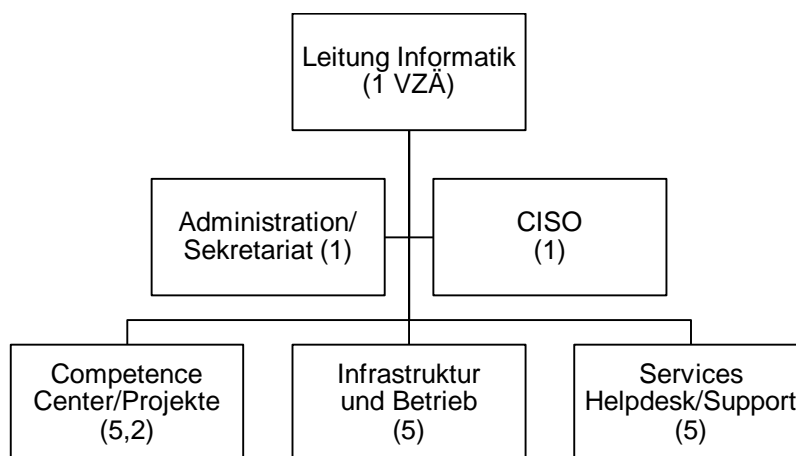 Leitung Informatik
(1 VZÄ)
Administration/
Sekretariat (1)
CISO
(1)
Competence
Center/Projekte
(5,2)
Infrastruktur
und Betrieb
(5)
Services
Helpdesk/Support
(5)